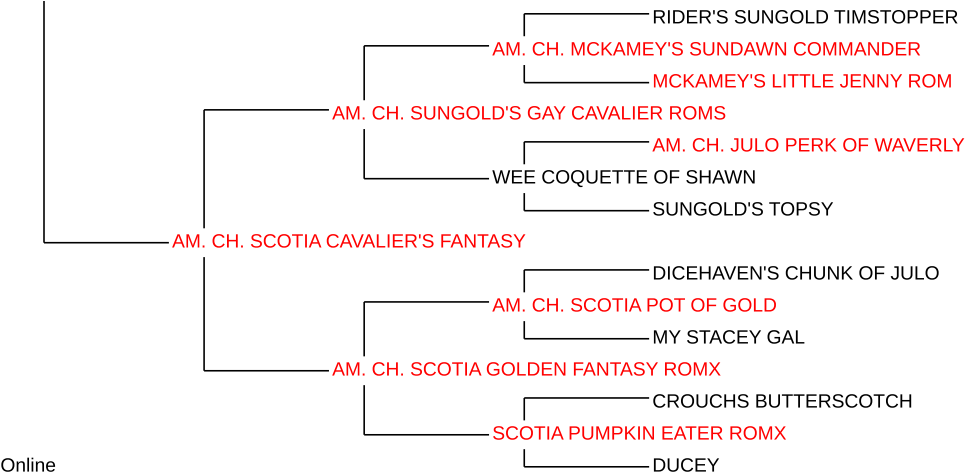 RIDER'S SUNGOLD TIMSTOPPER
AM. CH. MCKAMEY'S SUNDAWN COMMANDER
MCKAMEY'S LITTLE JENNY ROM
AM. CH. SUNGOLD'S GAY CAVALIER ROMS
AM. CH. JULO PERK OF WAVERLY
WEE COQUETTE OF SHAWN
SUNGOLD'S TOPSY
AM. CH. SCOTIA CAVALIER'S FANTASY
DICEHAVEN'S CHUNK OF JULO
AM. CH. SCOTIA POT OF GOLD
MY STACEY GAL
AM. CH. SCOTIA GOLDEN FANTASY ROMX
CROUCHS BUTTERSCOTCH
SCOTIA PUMPKIN EATER ROMX
DUCEY
Online